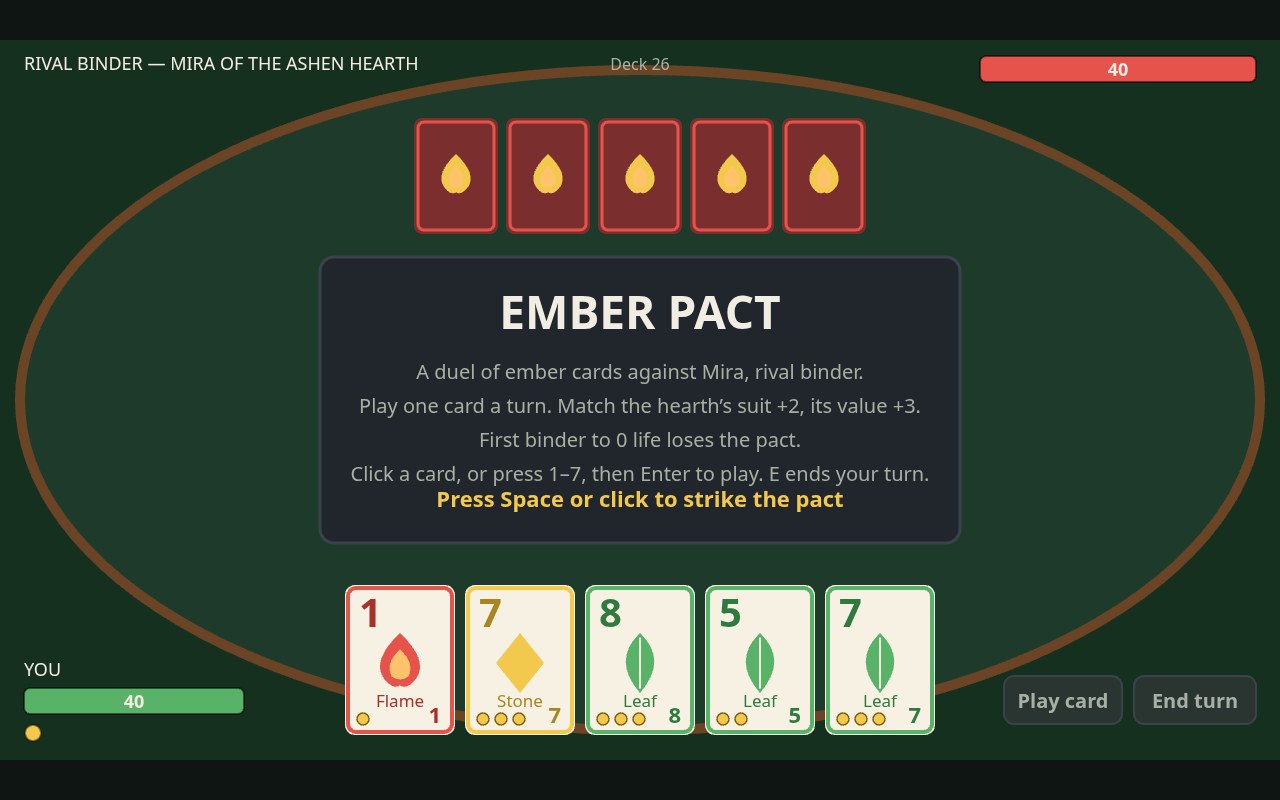 RIVAL BINDER — MIRA OF THE ASHEN HEARTH
Deck 26
40
EMBER PACT
A duel of ember cards against Mira, rival binder.
Play one card a turn. Match the hearth’s suit +2, its value +3.
First binder to 0 life loses the pact.
Click a card, or press 1–7, then Enter to play. E ends your turn.
Press Space or click to strike the pact
1
Flame
1
7
Stone
7
8
Leaf
8
5
Leaf
5
7
Leaf
7
YOU
40
Play card
End turn